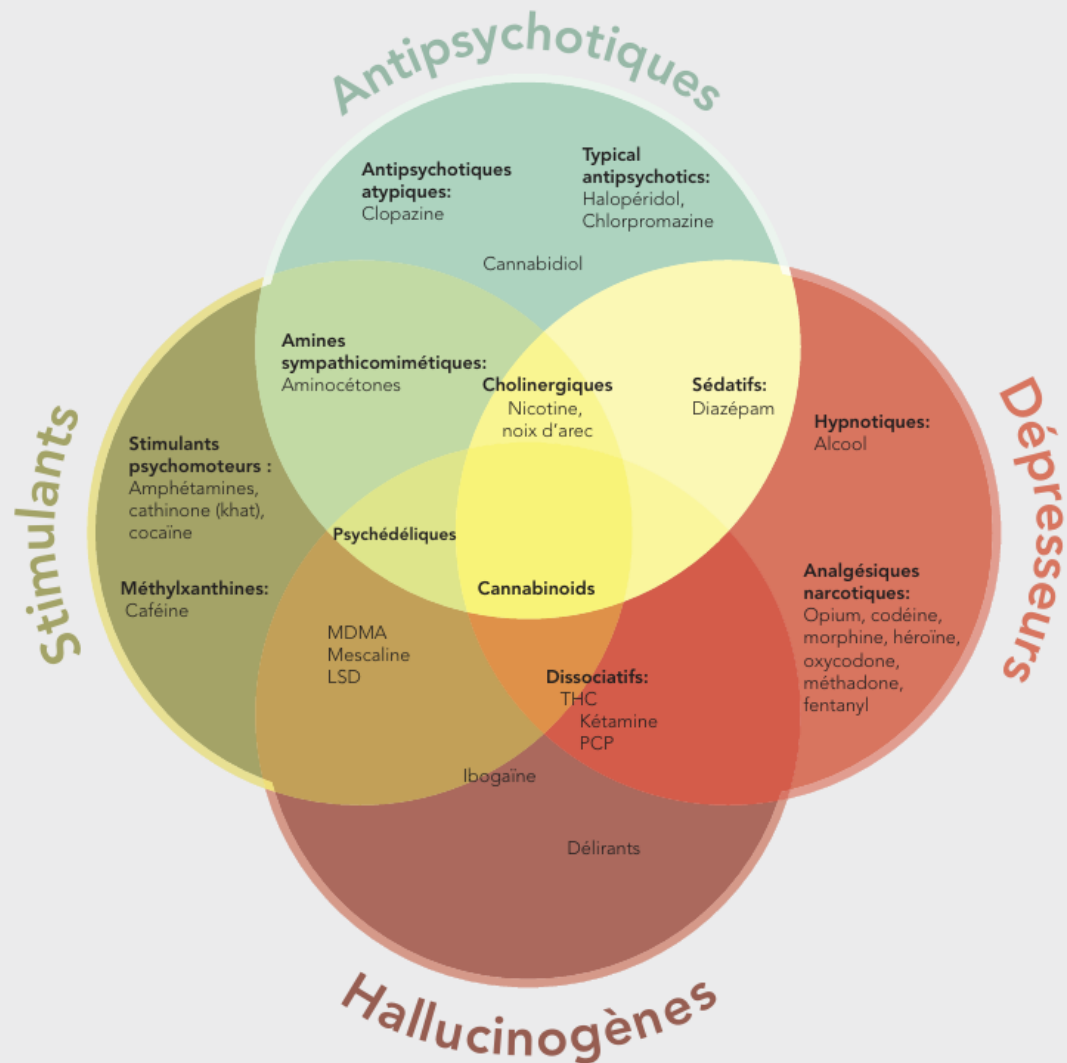 Antipsychotiques
Antipsychotiques
atypiques:
Clopazine
Typical
antipsychotics:
Halopéridol,
Chlorpromazine
Cannabidiol
Stimulants
Amines
sympathicomimétiques:
Aminocétones
Cholinergiques
Nicotine,
noix d’arec
Sédatifs:
Diazépam
Dépresseurs
Hypnotiques:
Alcool
Stimulants
psychomoteurs :
Amphétamines,
cathinone (khat),
cocaïne
Psychédéliques
Méthylxanthines:
Caféine
Cannabinoids
Analgésiques
narcotiques:
Opium, codéine,
morphine, héroïne,
oxycodone,
méthadone,
fentanyl
MDMA
Mescaline
LSD
Dissociatifs:
THC
Kétamine
PCP
Ibogaïne
Délirants
Hallucinogènes